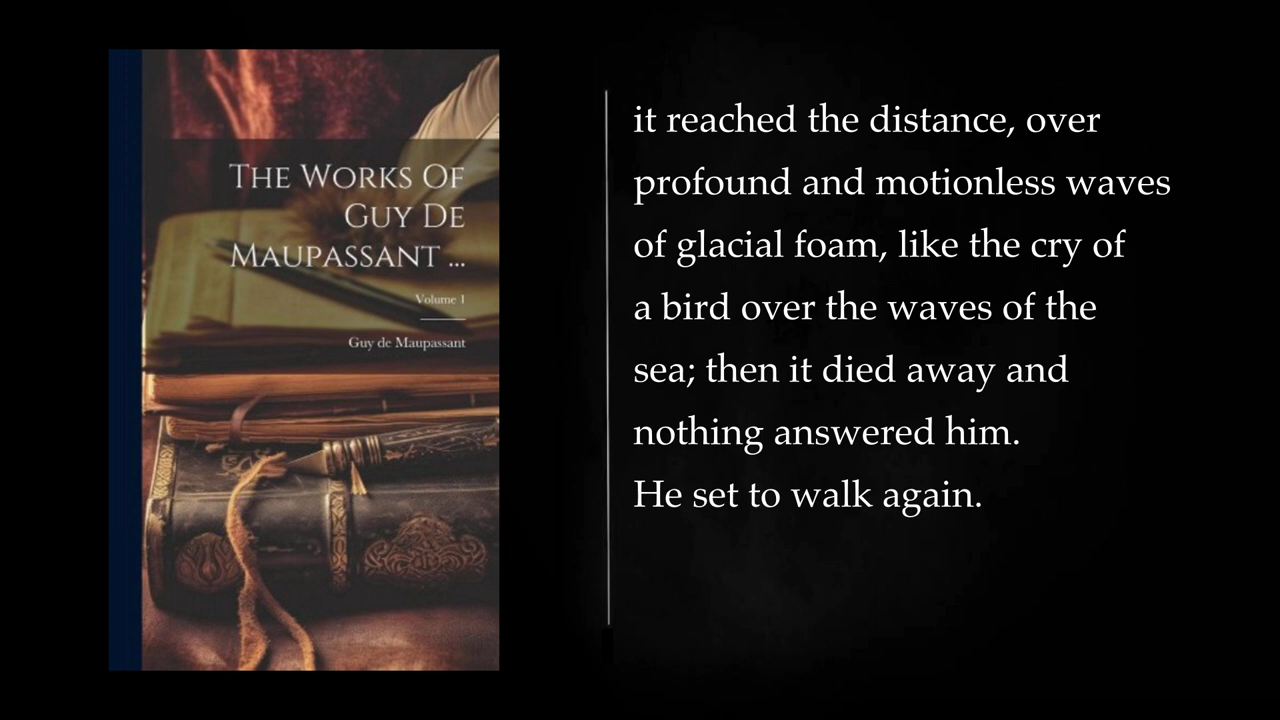 The Works Of
Guy De
Maupassant ...
Volume 1
Guy de Maupassant
it reached the distance, over
profound and motionless waves
of glacial foam, like the cry of
a bird over the waves of the
sea; then it died away and
nothing answered him.
He set to walk again.